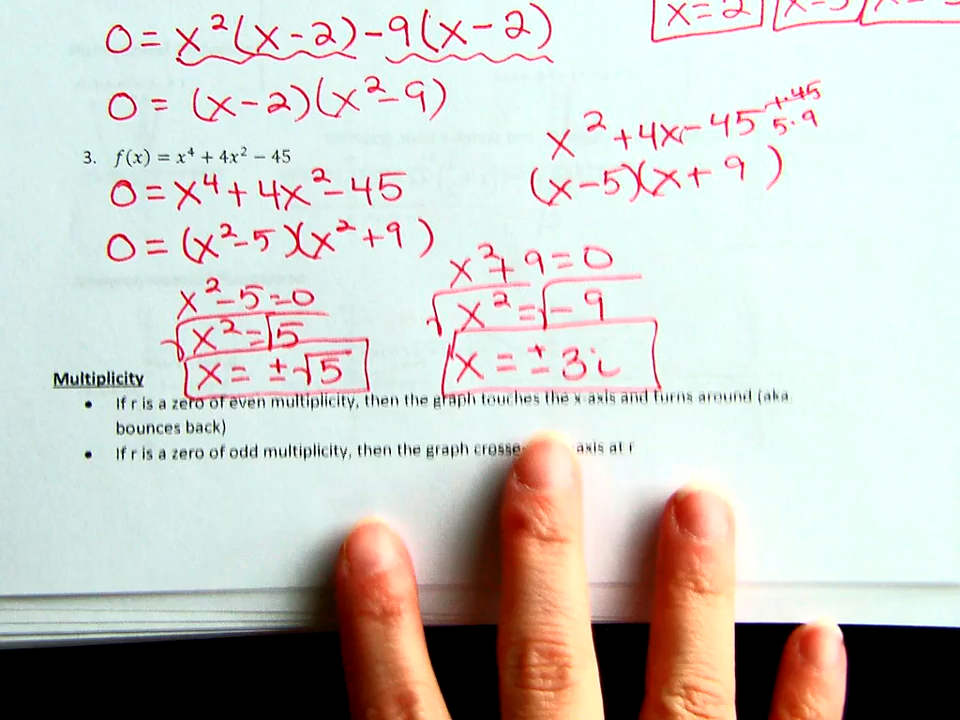 0 = x²(x-2)-9(x-2)
x=2
0 = (x-2)(x²-9)
3. f(x) = x⁴ + 4x² − 45
x²+4x-45
1·45
5·9
(x-5)(x+9)
0 = x⁴+4x²-45
0 = (x²-5)(x²+9)
x²-5=0
√x²=√5
x= ±√5
x²+9=0
√x²=√-9
x = ±3i
Multiplicity
• If r is a zero of even multiplicity, then the graph touches the x-axis and turns around (aka
bounces back)
• If r is a zero of odd multiplicity, then the graph crosse axis at r